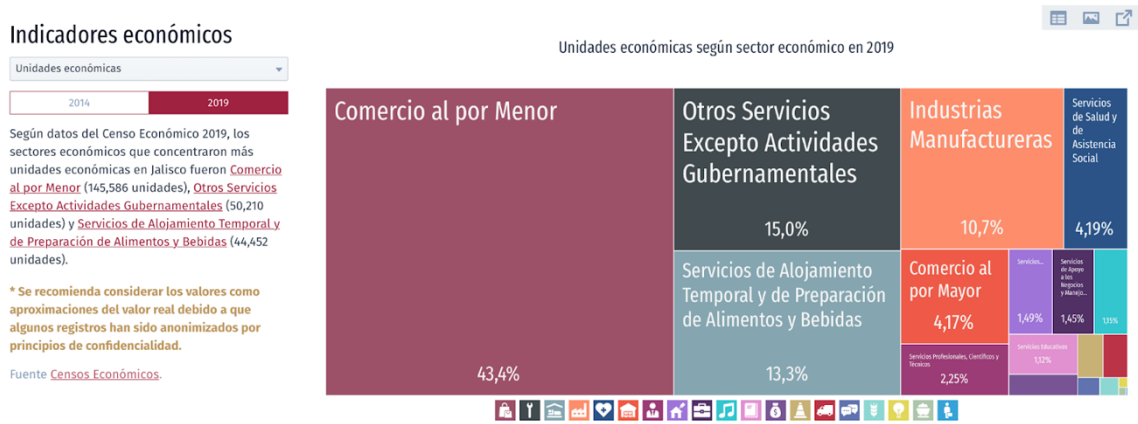 Indicadores económicos
Unidades económicas
2014
2019
Según datos del Censo Económico 2019, los
sectores económicos que concentraron más
unidades económicas en Jalisco fueron Comercio
al por Menor (145,586 unidades), Otros Servicios
Excepto Actividades Gubernamentales (50,210
unidades) y Servicios de Alojamiento Temporal y
de Preparación de Alimentos y Bebidas (44,452
unidades).
* Se recomienda considerar los valores como
aproximaciones del valor real debido a que
algunos registros han sido anonimizados por
principios de confidencialidad.
Fuente Censos Económicos.
Unidades económicas según sector económico en 2019
Comercio al por Menor
43,4%
Otros Servicios
Excepto Actividades
Gubernamentales
15,0%
Servicios de Alojamiento
Temporal y de Preparación
de Alimentos y Bebidas
13,3%
Industrias
Manufactureras
10,7%
Servicios
de Salud y
de
Asistencia
Social
4,19%
Comercio al
por Mayor
4,17%
Servicios Profesionales, Científicos y
Técnicos
2,25%
Servicios...
1,49%
Servicios
de Apoyo
a los
Negocios
y Manejo...
1,45%
1,15%
Servicios Educativos
1,12%